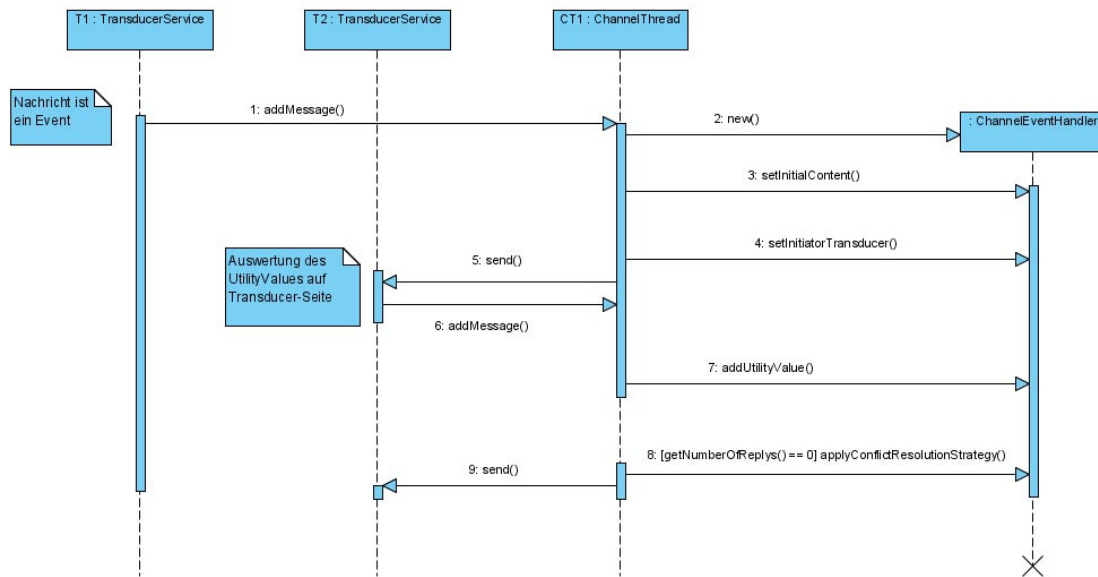 T1 : TransducerService
T2 : TransducerService
CT1 : ChannelThread
Nachricht ist
ein Event
1: addMessage()
2: new()
: ChannelEventHandler
3: setInitialContent()
4: setInitiatorTransducer()
Auswertung des
UtilityValues auf
Transducer-Seite
5: send()
6: addMessage()
7: addUtilityValue()
8: [getNumberOfReplys() == 0] applyConflictResolutionStrategy()
9: send()